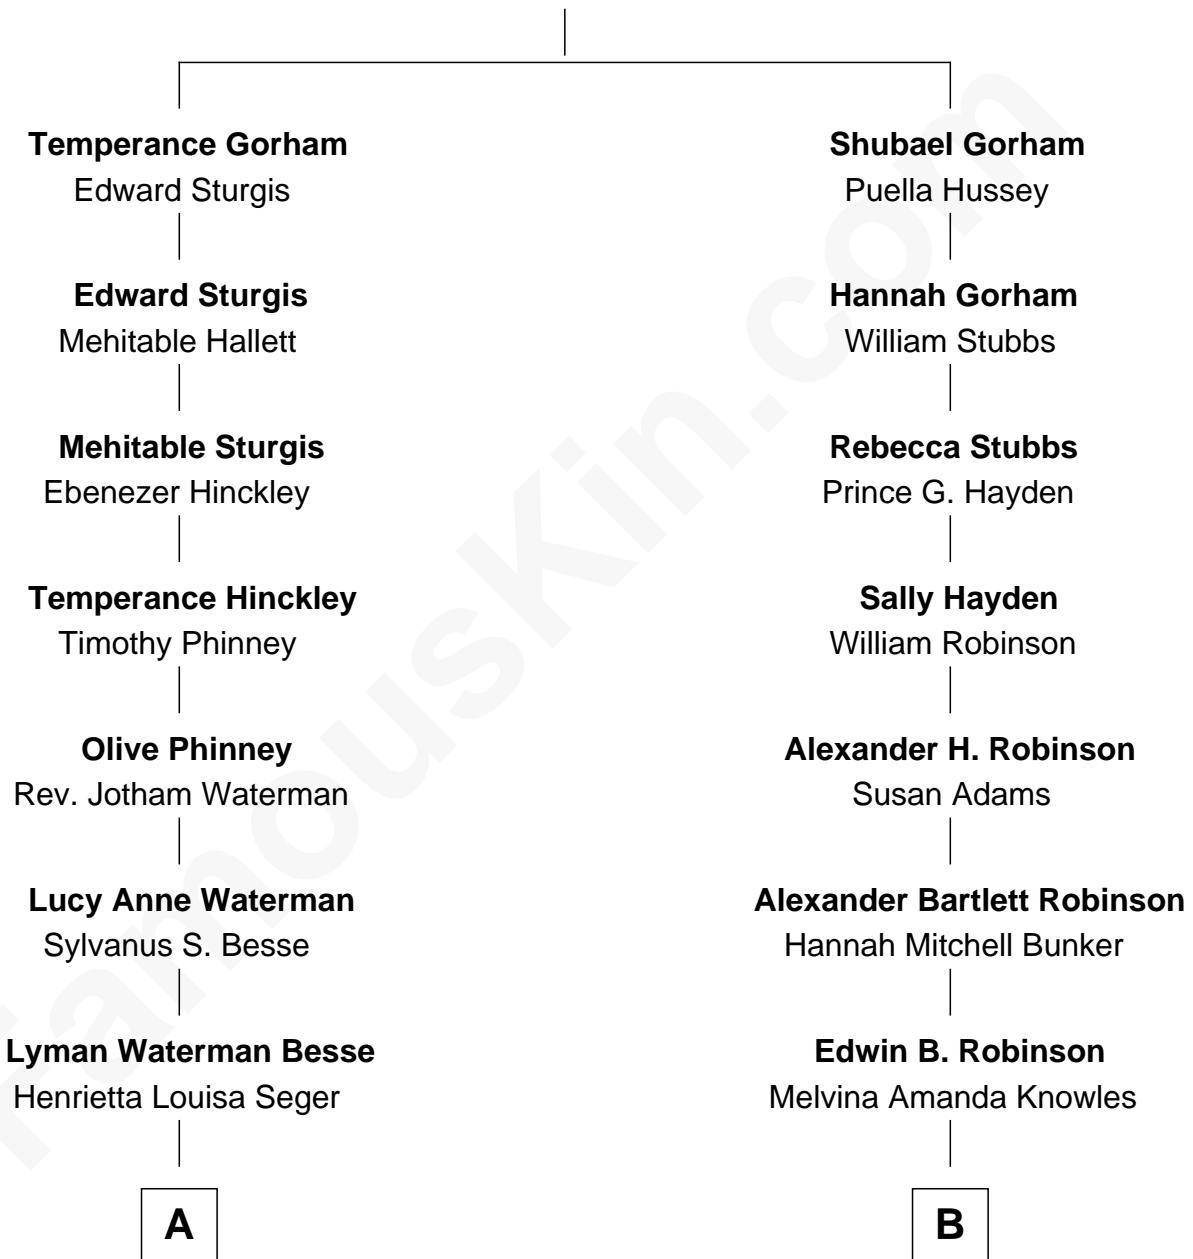 Temperance Gorham
Edward Sturgis
Shubael Gorham
Puella Hussey
Edward Sturgis
Mehitable Hallett
Hannah Gorham
William Stubbs
Mehitable Sturgis
Ebenezer Hinckley
Rebecca Stubbs
Prince G. Hayden
Temperance Hinckley
Timothy Phinney
Sally Hayden
William Robinson
Olive Phinney
Rev. Jotham Waterman
Alexander H. Robinson
Susan Adams
Lucy Anne Waterman
Sylvanus S. Besse
Alexander Bartlett Robinson
Hannah Mitchell Bunker
Lyman Waterman Besse
Henrietta Louisa Seger
Edwin B. Robinson
Melvina Amanda Knowles
A
B
FamousKin.com